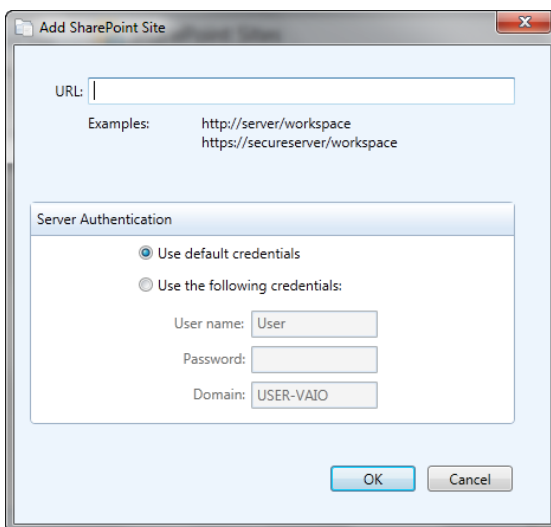 Add SharePoint Site
URL:
Examples: http://server/workspace
https://secureserver/workspace
Server Authentication
Use default credentials
Use the following credentials:
User name: User
Password:
Domain: USER-VAIO
OK Cancel